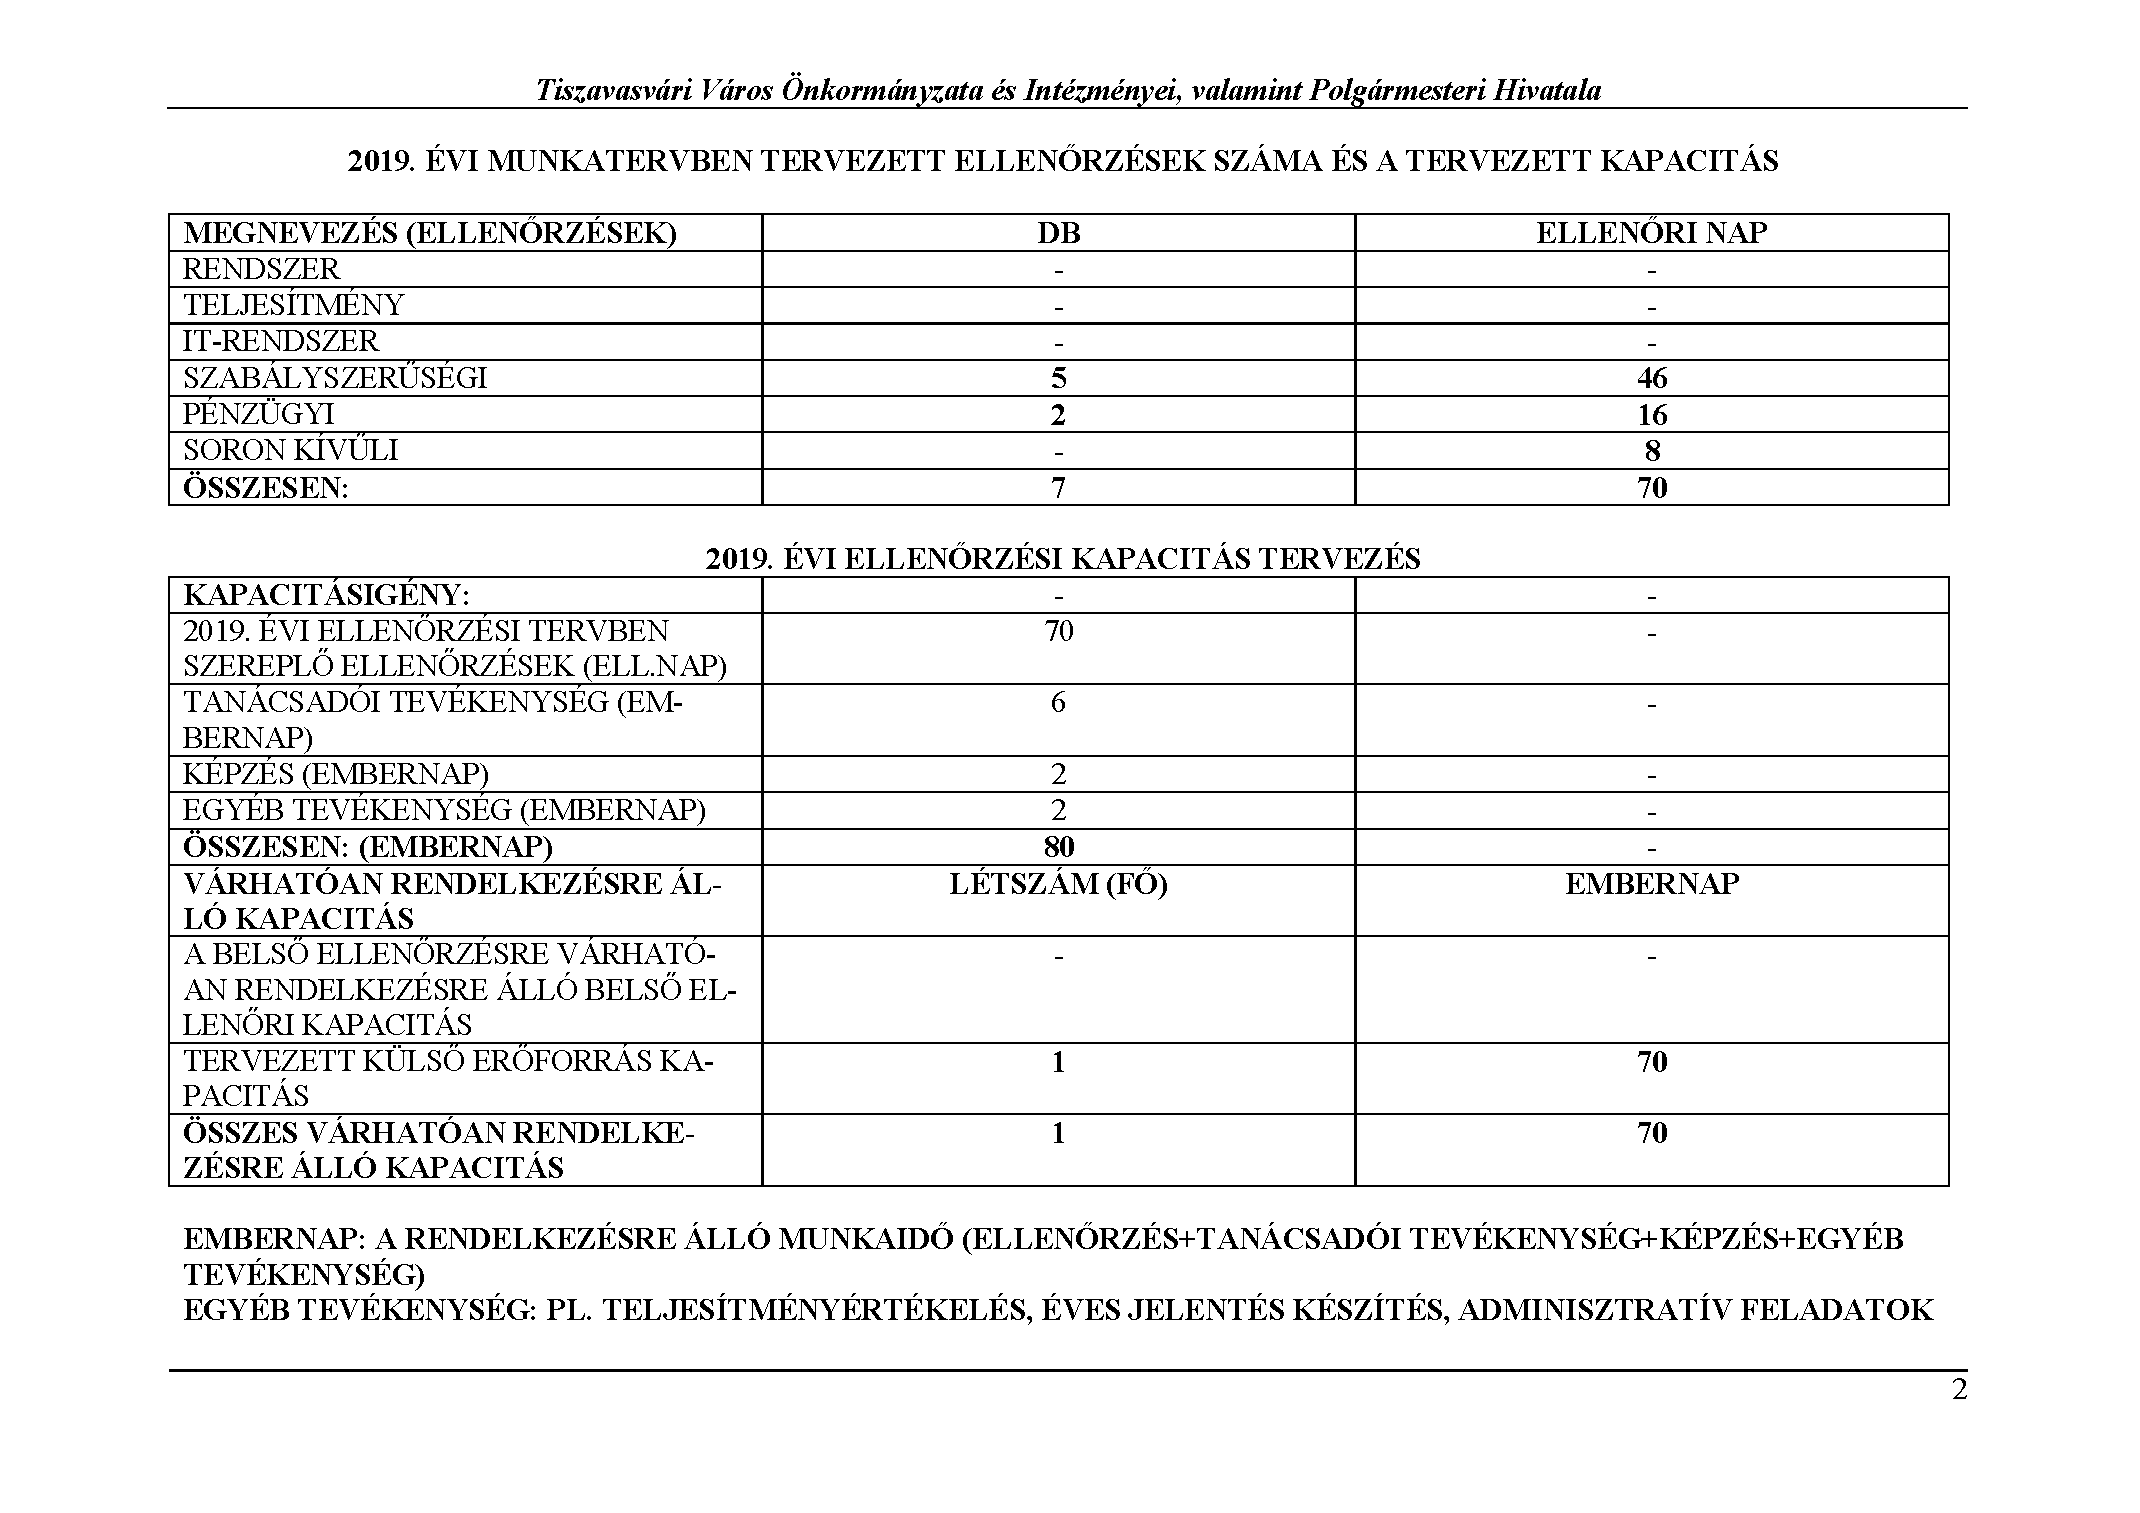 Tiszavasvári Város Önkormányzata és Intézményei, valamint Polgármesteri Hivatala
2019. ÉVI MUNKATERVBEN TERVEZETT ELLENŐRZÉSEK SZÁMA ÉS A TERVEZETT KAPACITÁS
MEGNEVEZÉS (ELLENŐRZÉSEK) DB ELLENŐRI NAP
RENDSZER - -
TELJESÍTMÉNY - -
IT-RENDSZER - -
SZABÁLYSZERŰSÉGI 5 46
PÉNZÜGYI 2 16
SORON KÍVŰLI - 8
ÖSSZESEN: 7 70
2019. ÉVI ELLENŐRZÉSI KAPACITÁS TERVEZÉS
KAPACITÁSIGÉNY: - -
2019. ÉVI ELLENŐRZÉSI TERVBEN 70 -
SZEREPLŐ ELLENŐRZÉSEK (ELL.NAP)
TANÁCSADÓI TEVÉKENYSÉG (EM- 6 -
BERNAP)
KÉPZÉS (EMBERNAP) 2 -
EGYÉB TEVÉKENYSÉG (EMBERNAP) 2 -
ÖSSZESEN: (EMBERNAP) 80 -
VÁRHATÓAN RENDELKEZÉSRE ÁL- LÉTSZÁM (FŐ) EMBERNAP
LÓ KAPACITÁS
A BELSŐ ELLENŐRZÉSRE VÁRHATÓ- - -
AN RENDELKEZÉSRE ÁLLÓ BELSŐ EL-
LENŐRI KAPACITÁS
TERVEZETT KÜLSŐ ERŐFORRÁS KA- 1 70
PACITÁS
ÖSSZES VÁRHATÓAN RENDELKE- 1 70
ZÉSRE ÁLLÓ KAPACITÁS
EMBERNAP: A RENDELKEZÉSRE ÁLLÓ MUNKAIDŐ (ELLENŐRZÉS+TANÁCSADÓI TEVÉKENYSÉG+KÉPZÉS+EGYÉB
TEVÉKENYSÉG)
EGYÉB TEVÉKENYSÉG: PL. TELJESÍTMÉNYÉRTÉKELÉS, ÉVES JELENTÉS KÉSZÍTÉS, ADMINISZTRATÍV FELADATOK
2